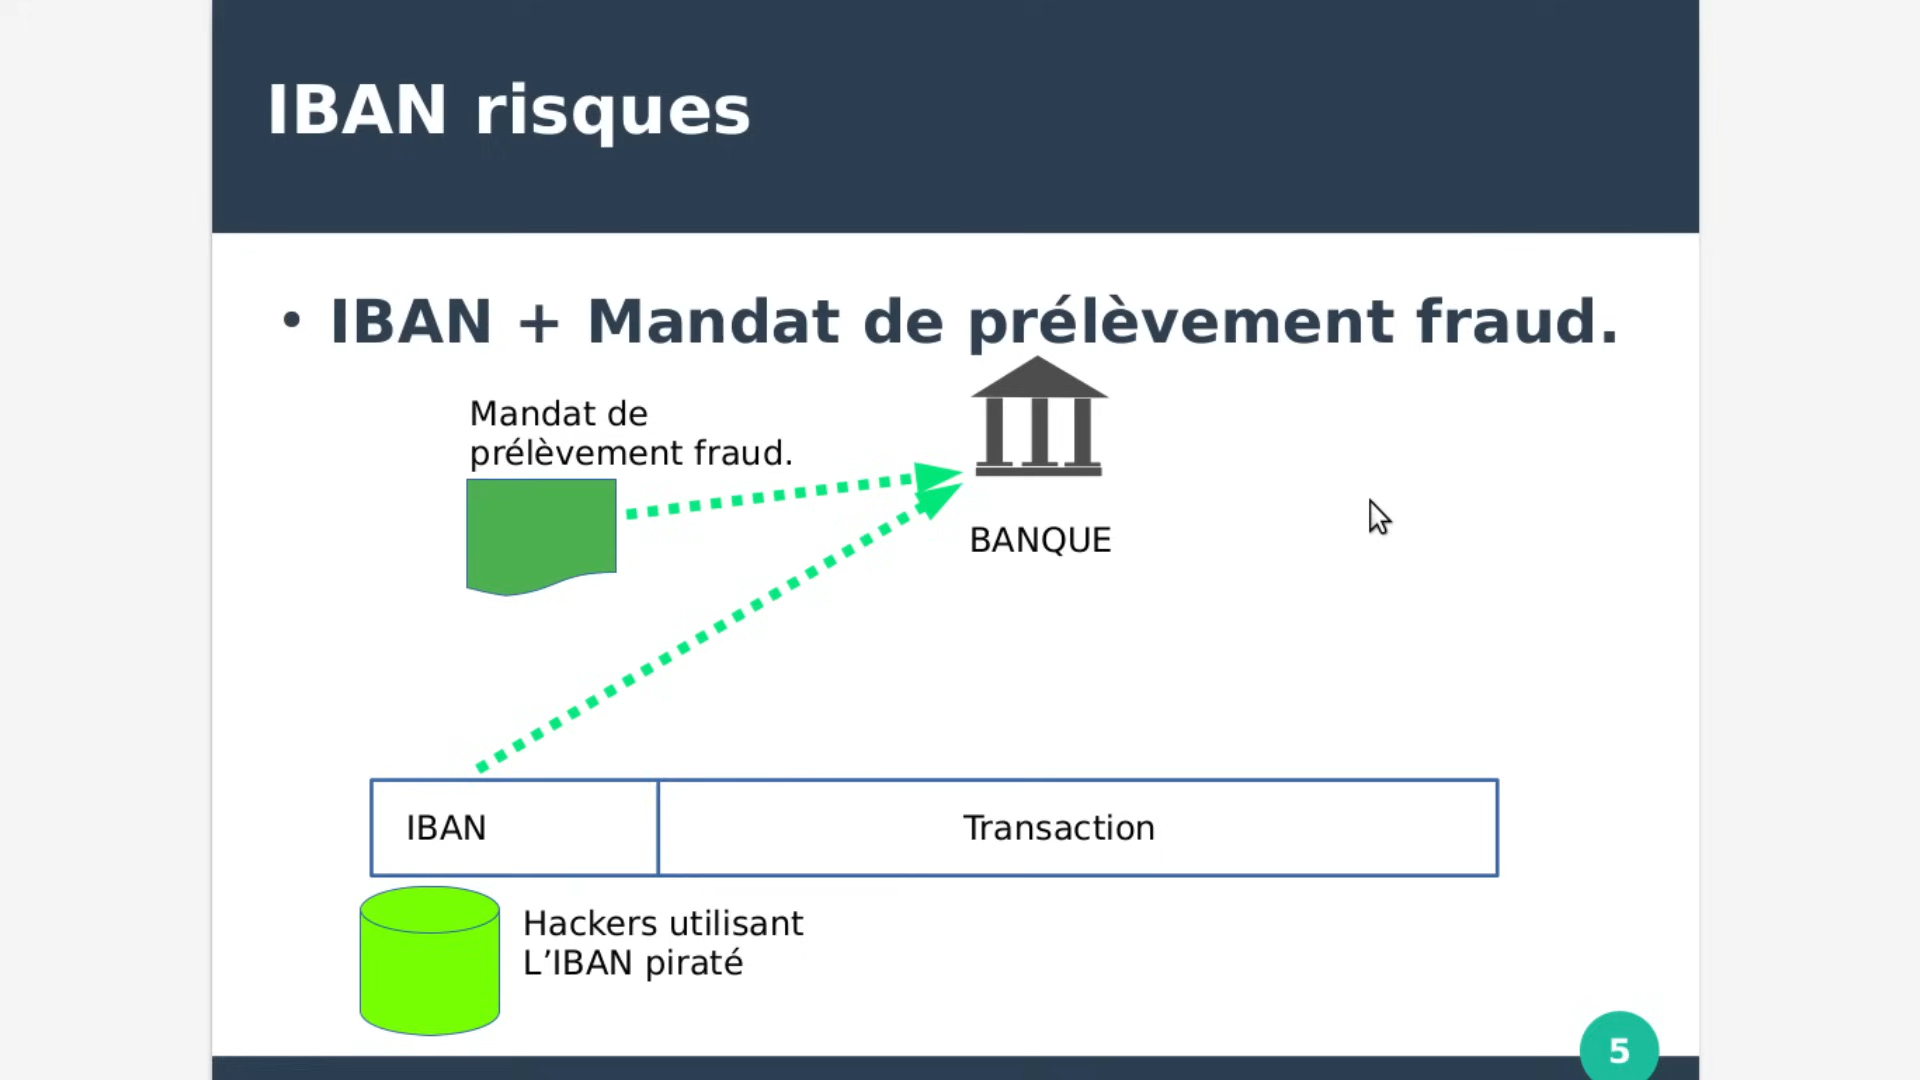 IBAN risques
• IBAN + Mandat de prélèvement fraud.
Mandat de
prélèvement fraud.
BANQUE
IBAN
Transaction
Hackers utilisant
L’IBAN piraté
5